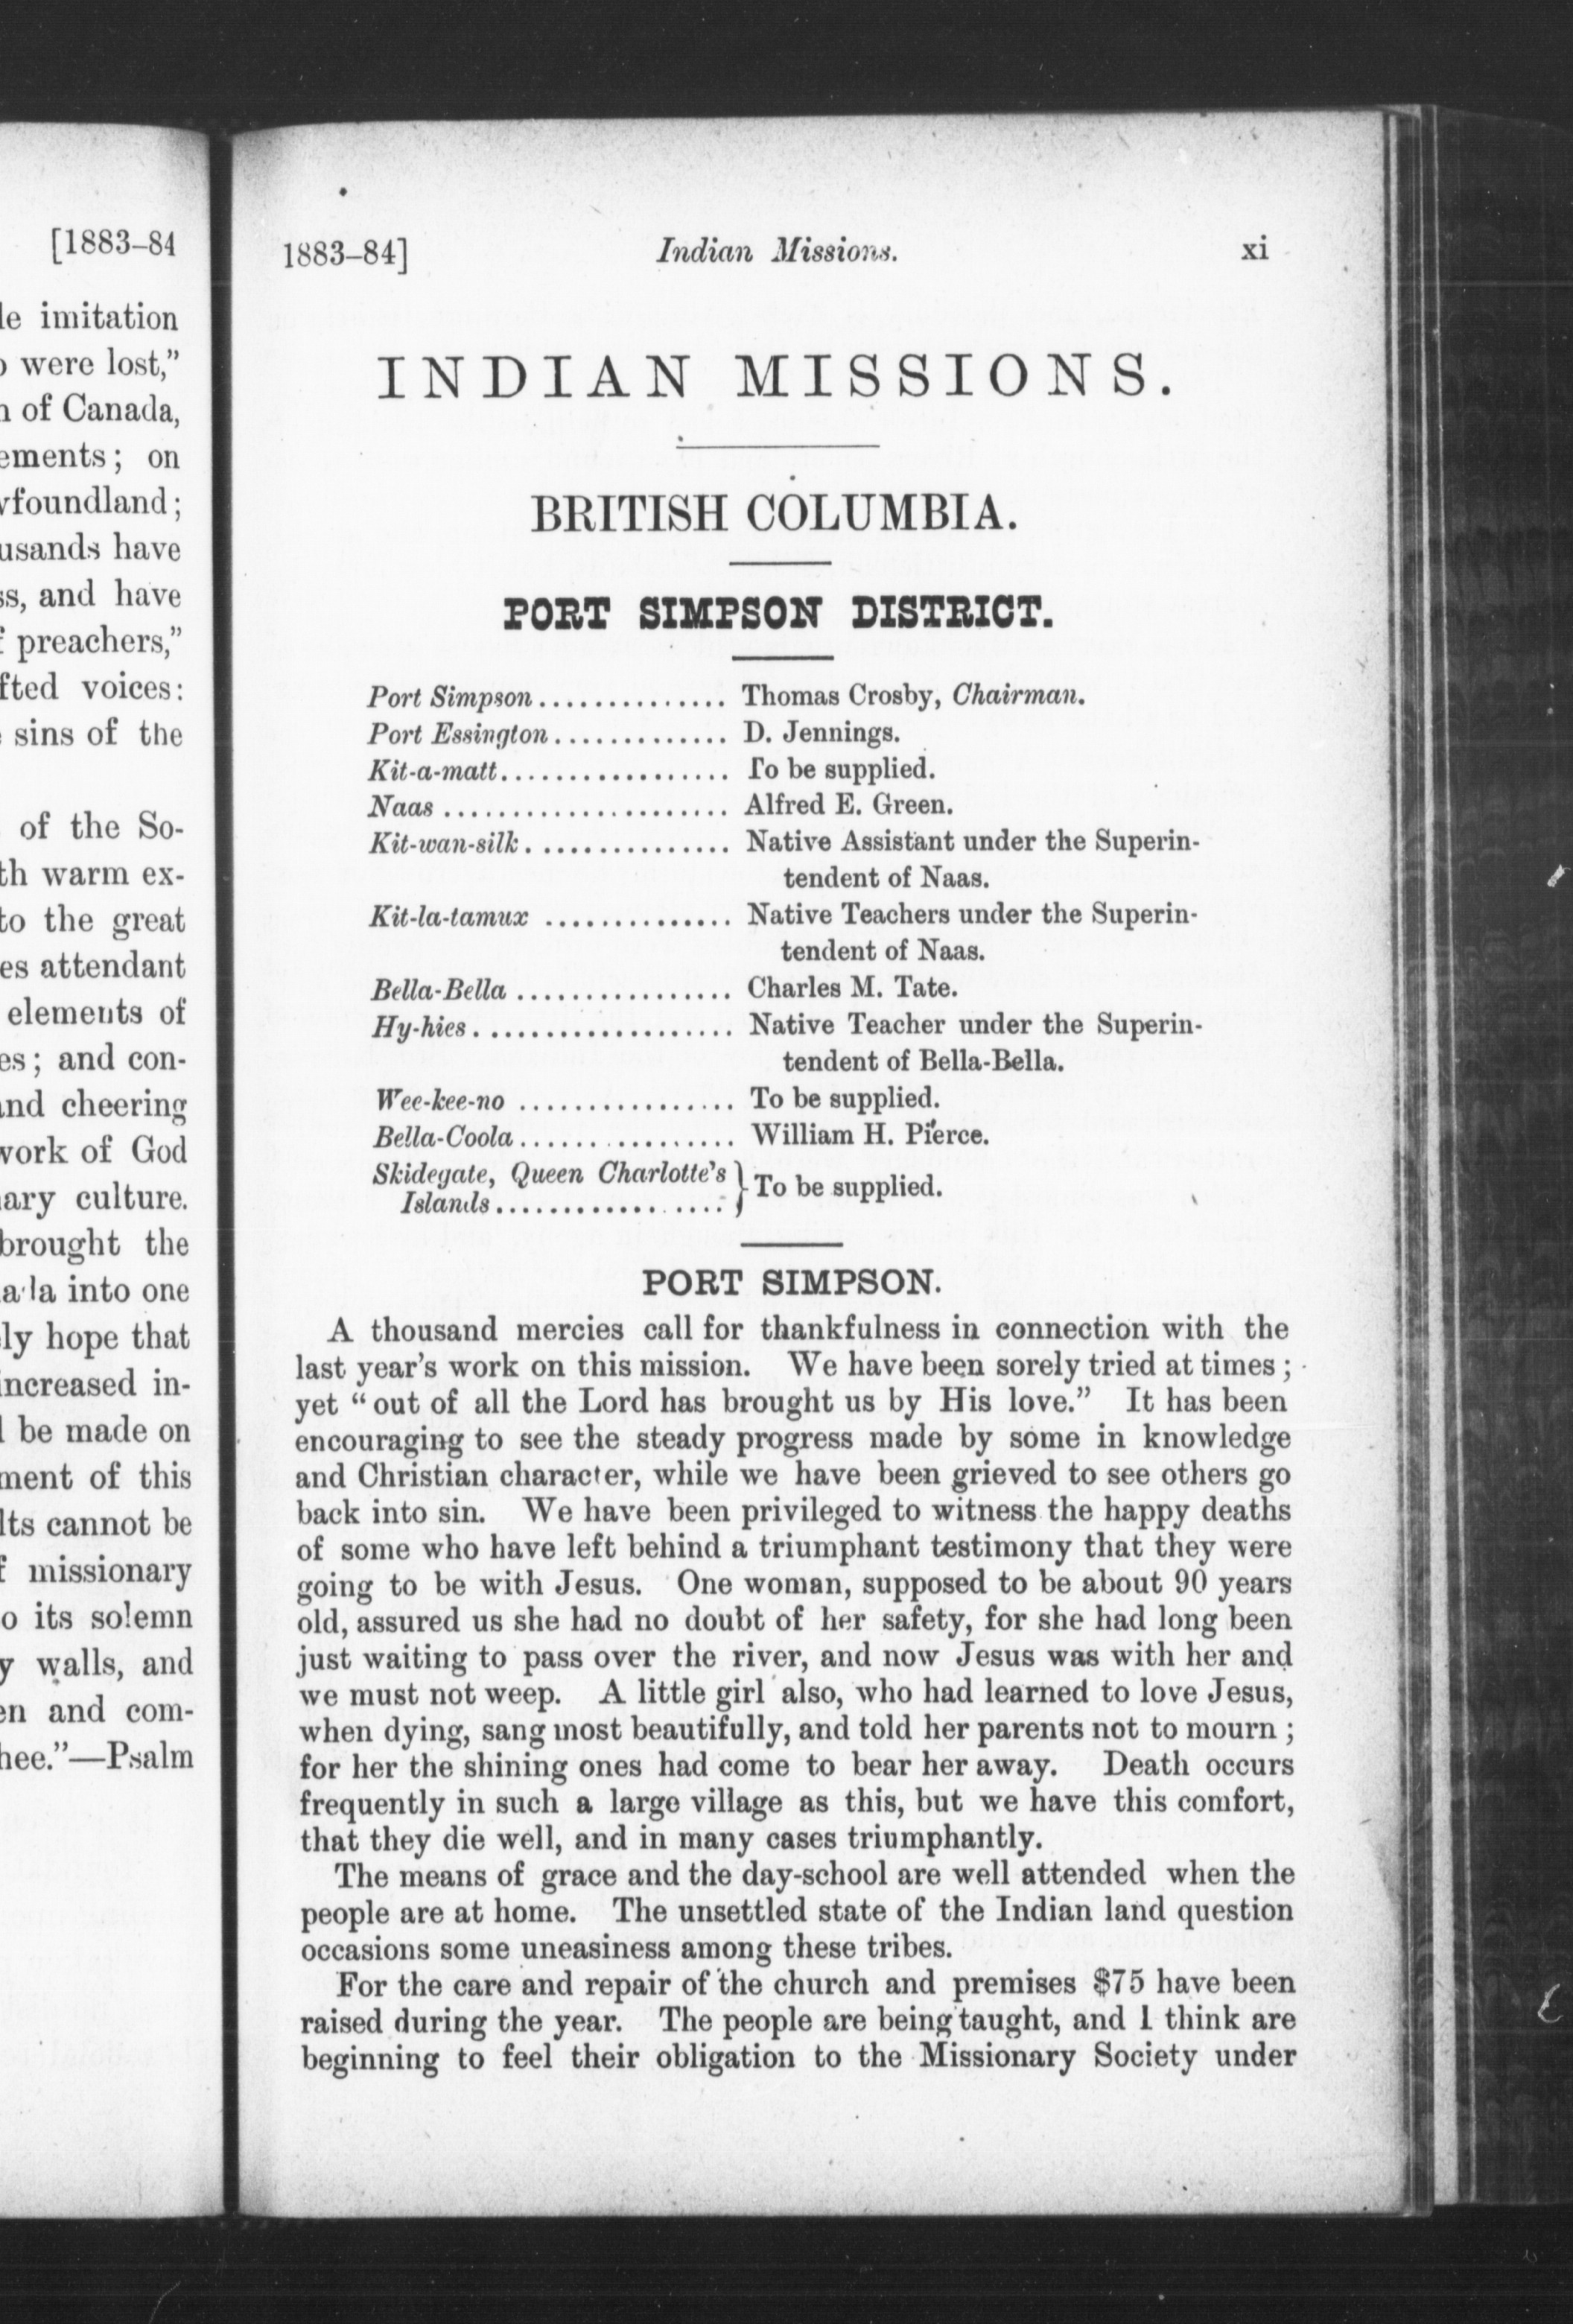 [1883–84
le imitation
were lost,”
of Canada,
ements; on
vfoundland;
usands have
ss, and have
preachers,”
fted voices:
sins of the
of the So-
th warm ex-
to the great
es attendant
elements of
es; and con-
and cheering
work of God
ary culture.
brought the
into one
ly hope that
increased in-
be made on
ment of this
lts cannot be
missionary
o its solemn
y walls, and
en and com-
hee.”—Psalm
1883–84] Indian Missions. xi
INDIAN MISSIONS.
BRITISH COLUMBIA.
PORT SIMPSON DISTRICT.
Port Simpson.............. Thomas Crosby, Chairman.
Port Essington............. D. Jennings.
Kit-a-matt................. To be supplied.
Naas ..................... Alfred E. Green.
Kit-wan-silk............... Native Assistant under the Superin-
tendent of Naas.
Kit-la-tamux .............. Native Teachers under the Superin-
tendent of Naas.
Bella-Bella ................ Charles M. Tate.
Hy-hies................... Native Teacher under the Superin-
tendent of Bella-Bella.
Wee-kee-no ................ To be supplied.
Bella-Coola................ William H. Pierce.
Skidegate, Queen Charlotte's
Islands................. } To be supplied.
PORT SIMPSON.
A thousand mercies call for thankfulness in connection with the
last year's work on this mission. We have been sorely tried at times;
yet “out of all the Lord has brought us by His love.” It has been
encouraging to see the steady progress made by some in knowledge
and Christian character, while we have been grieved to see others go
back into sin. We have been privileged to witness the happy deaths
of some who have left behind a triumphant testimony that they were
going to be with Jesus. One woman, supposed to be about 90 years
old, assured us she had no doubt of her safety, for she had long been
just waiting to pass over the river, and now Jesus was with her and
we must not weep. A little girl also, who had learned to love Jesus,
when dying, sang most beautifully, and told her parents not to mourn;
for her the shining ones had come to bear her away. Death occurs
frequently in such a large village as this, but we have this comfort,
that they die well, and in many cases triumphantly.
The means of grace and the day-school are well attended when the
people are at home. The unsettled state of the Indian land question
occasions some uneasiness among these tribes.
For the care and repair of the church and premises $75 have been
raised during the year. The people are being taught, and I think are
beginning to feel their obligation to the Missionary Society under